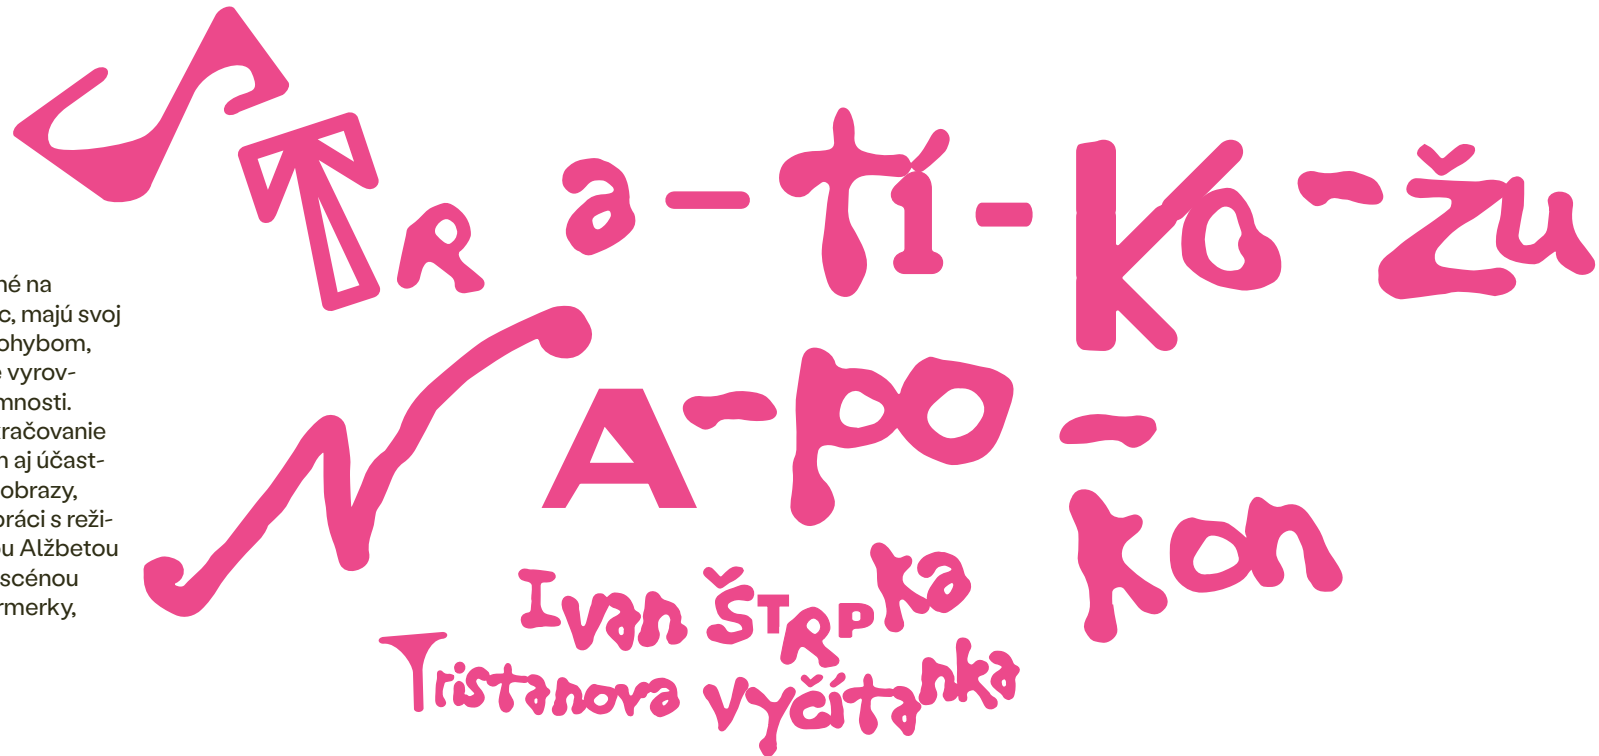 STR a-tí-Ko-žu
NA-po-
kon
Ivan ŠTRPka
Tristanova Vyčítanka
né na
c, majú svoj
ohybom,
vyrov-
mnosti.
račovanie
aj účast-
obrazy,
práci s reži-
u Alžbetou
scénou
rmerky,